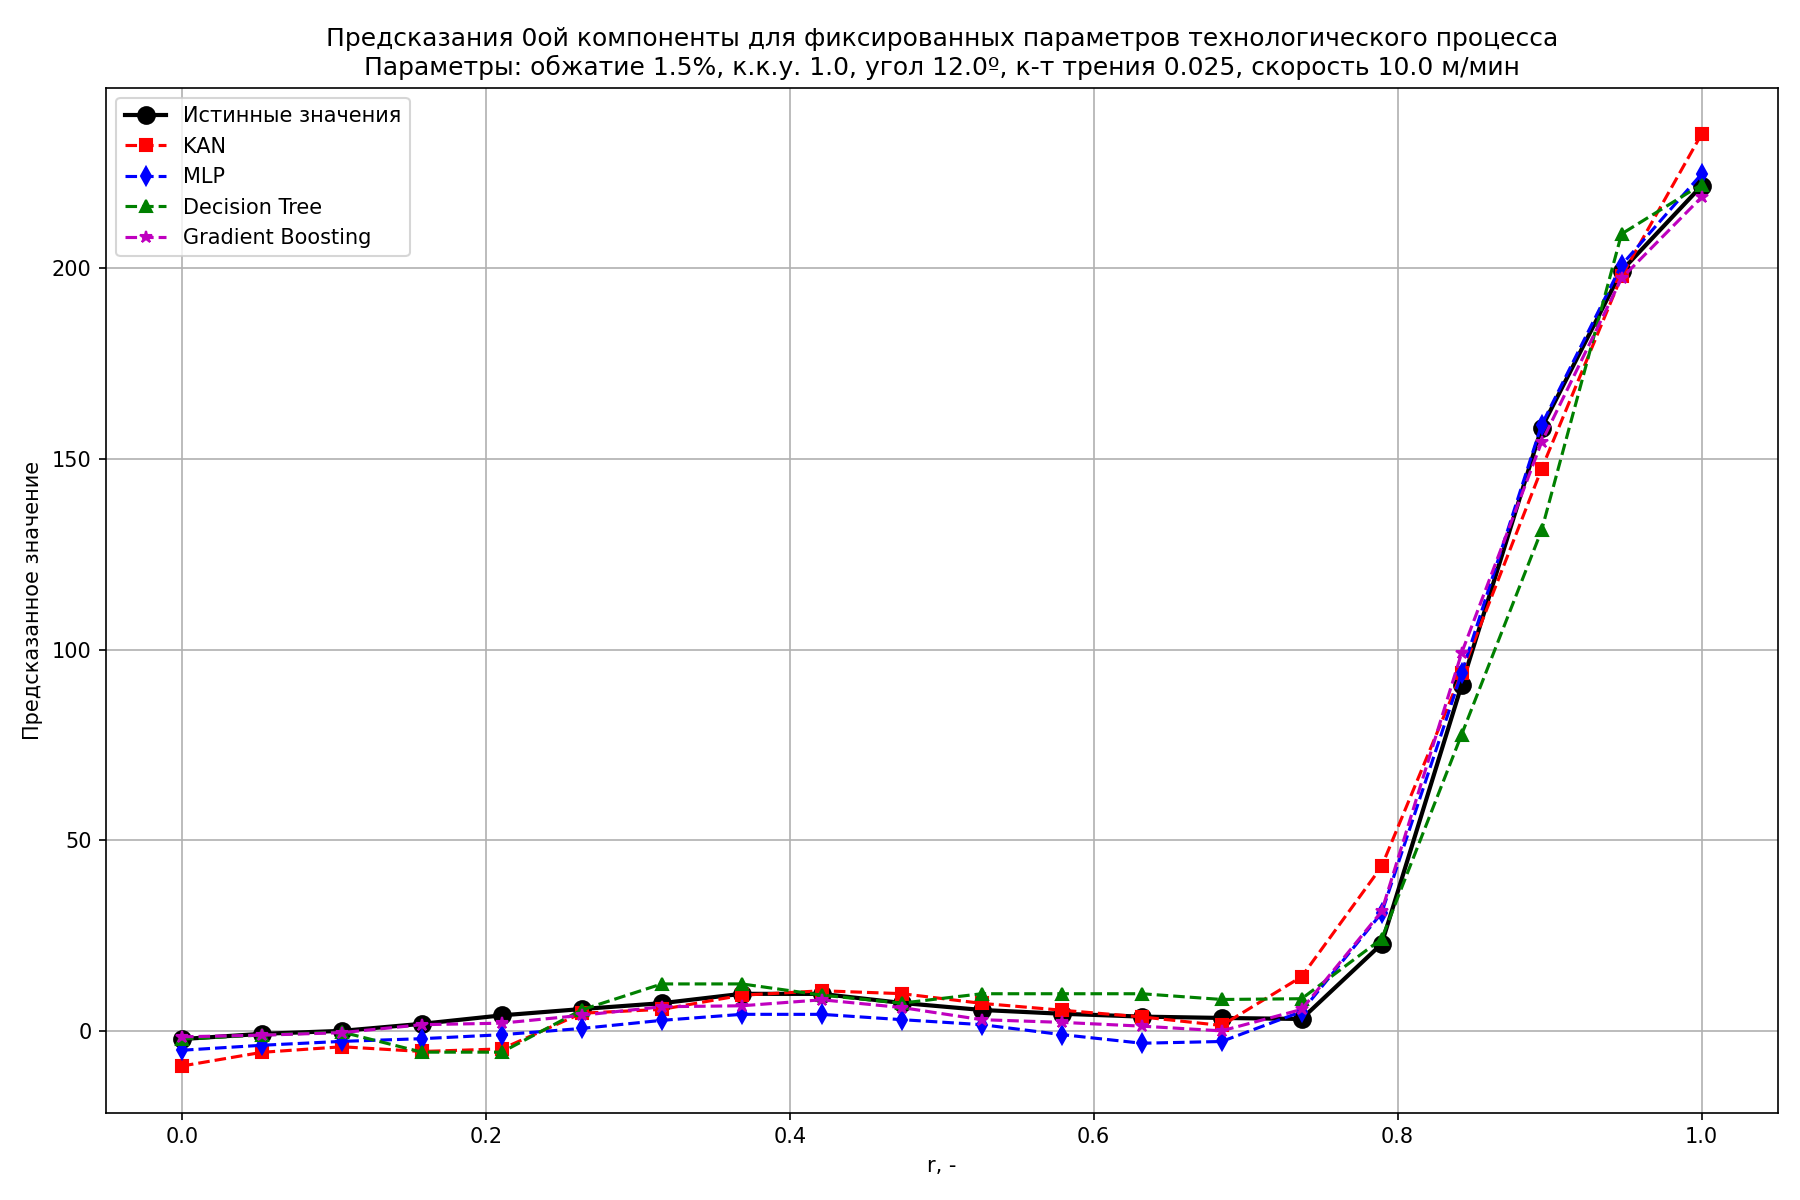 Предсказания 0ой компоненты для фиксированных параметров технологического процесса
Параметры: обжатие 1.5%, к.к.у. 1.0, угол 12.0º, к-т трения 0.025, скорость 10.0 м/мин
Истинные значения
KAN
MLP
Decision Tree
Gradient Boosting
Предсказанное значение
200
150
100
50
0
0.0
0.2
0.4
0.6
0.8
1.0
r, -